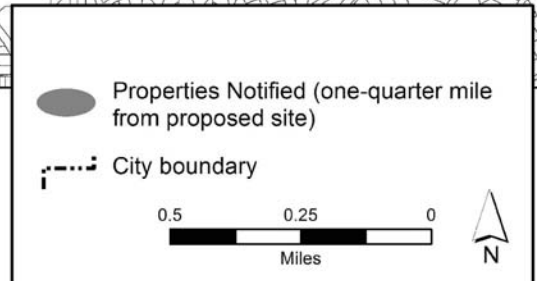 Properties Notified (one-quarter mile
from proposed site)
City boundary
0.5 0.25 0
Miles
N